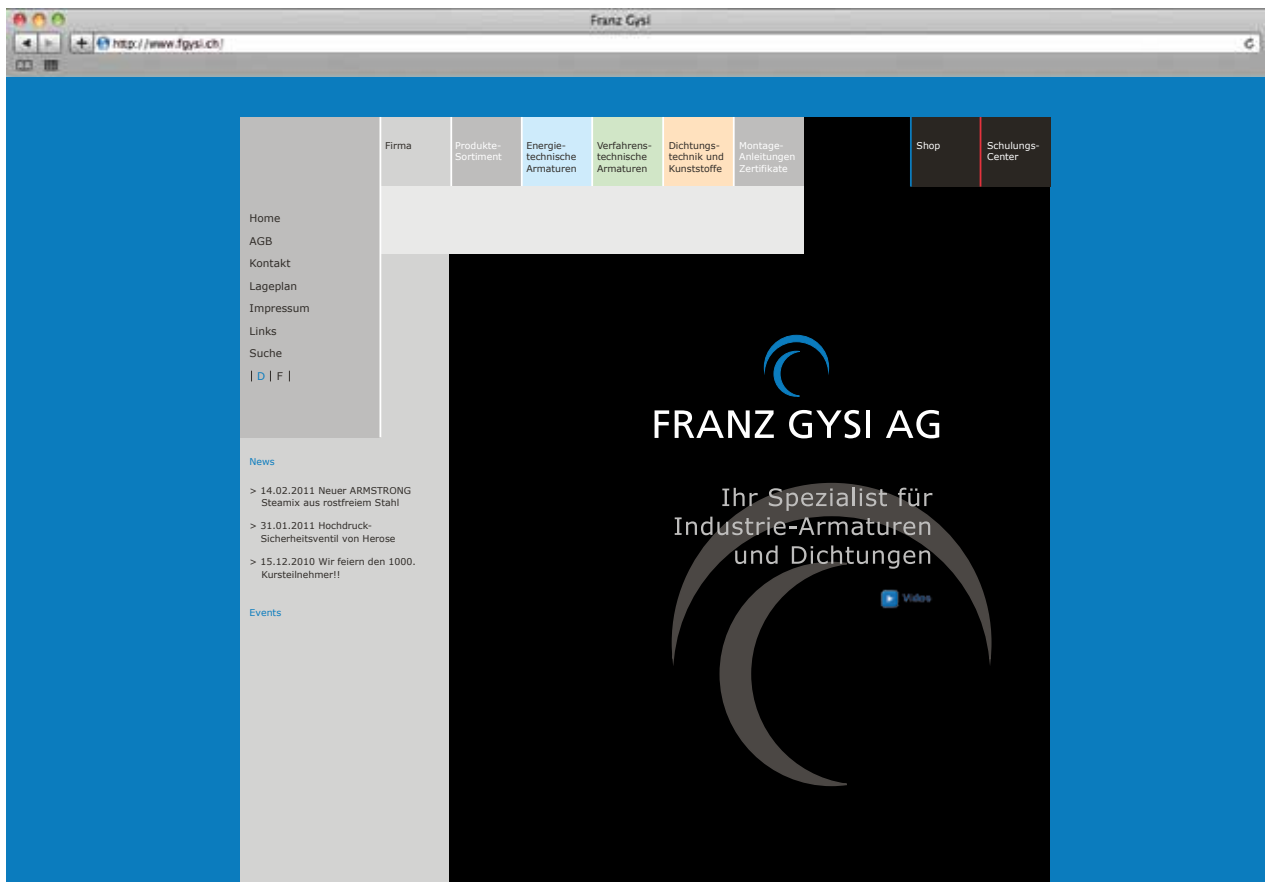 Franz Gysi
http://www.fgysi.ch/
Firma
Produkte-
Sortiment
Energie-
technische
Armaturen
Verfahrens-
technische
Armaturen
Dichtungs-
technik und
Kunststoffe
Montage-
Anleitungen
Zertifikate
Shop
Schulungs-
Center
Home
AGB
Kontakt
Lageplan
Impressum
Links
Suche
| D | F |
News
> 14.02.2011 Neuer ARMSTRONG
Steamix aus rostfreiem Stahl
> 31.01.2011 Hochdruck-
Sicherheitsventil von Herose
> 15.12.2010 Wir feiern den 1000.
Kursteilnehmer!!
Events
FRANZ GYSI AG
Ihr Spezialist für
Industrie-Armaturen
und Dichtungen
Video